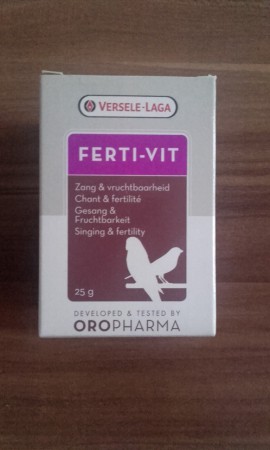 VERSELE-LAGA
FERTI-VIT
Zang & vruchtbaarheid
Chant & fertilité
Gesang &
Fruchtbarkeit
Singing & fertility
25 g
DEVELOPED & TESTED BY
OROPHARMA